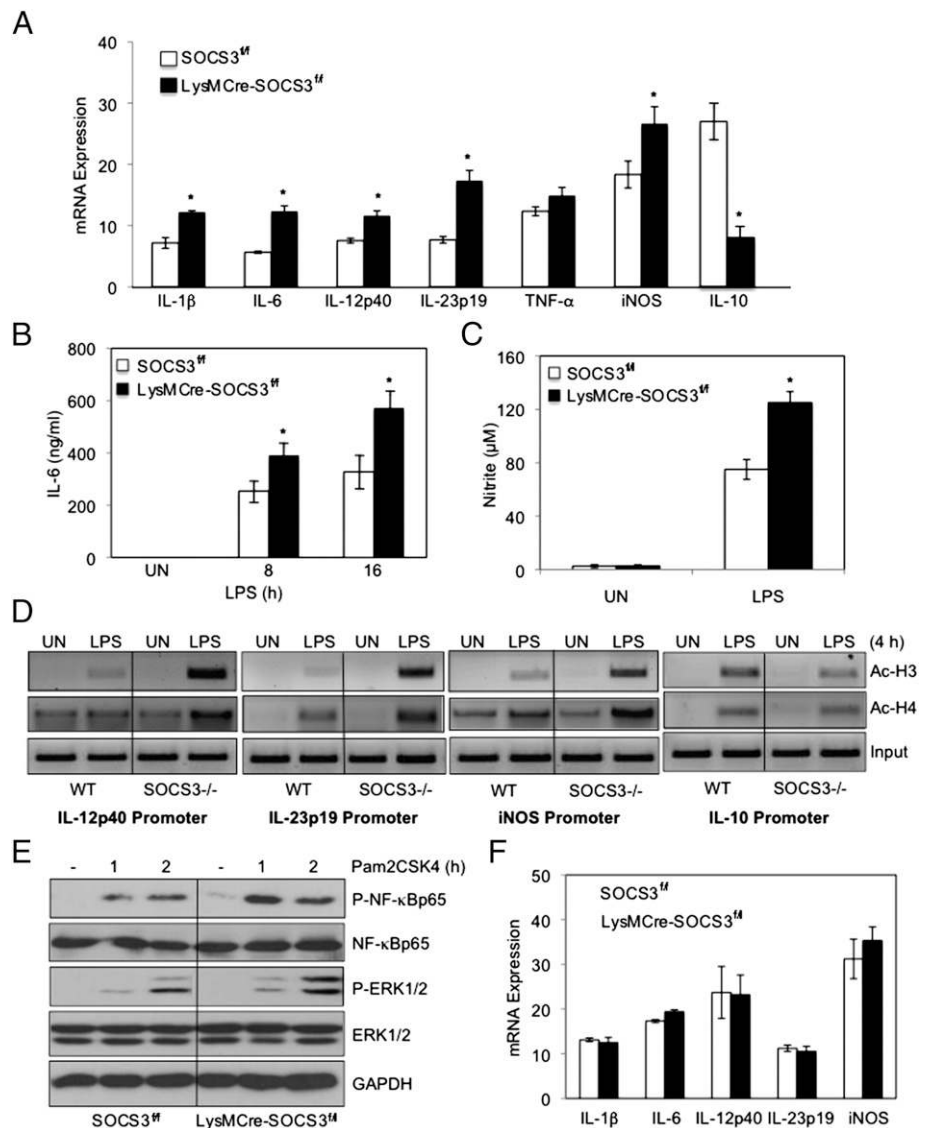 A
40
30
20
10
0
mRNA Expression
SOCS3f/f
LysMCre-SOCS3f/f
*
*
*
*
*
*
IL-1β IL-6 IL-12p40 IL-23p19 TNF-α iNOS IL-10
B
800
600
400
200
0
IL-6 (ng/ml)
SOCS3f/f
LysMCre-SOCS3f/f
*
*
UN 8 16
LPS (h)
C
160
120
80
40
0
Nitrite (μM)
SOCS3f/f
LysMCre-SOCS3f/f
*
UN LPS
D
UN LPS UN LPS UN LPS UN LPS UN LPS UN LPS UN LPS UN LPS (4 h)
Ac-H3
Ac-H4
Input
WT SOCS3-/- WT SOCS3-/- WT SOCS3-/- WT SOCS3-/-
IL-12p40 Promoter IL-23p19 Promoter iNOS Promoter IL-10 Promoter
E
- 1 2 - 1 2 Pam2CSK4 (h)
P-NF-κBp65
NF-κBp65
P-ERK1/2
ERK1/2
GAPDH
SOCS3f/f LysMCre-SOCS3f/f
F
50
40
30
20
10
0
mRNA Expression
SOCS3f/f
LysMCre-SOCS3f/f
IL-1β IL-6 IL-12p40 IL-23p19 iNOS